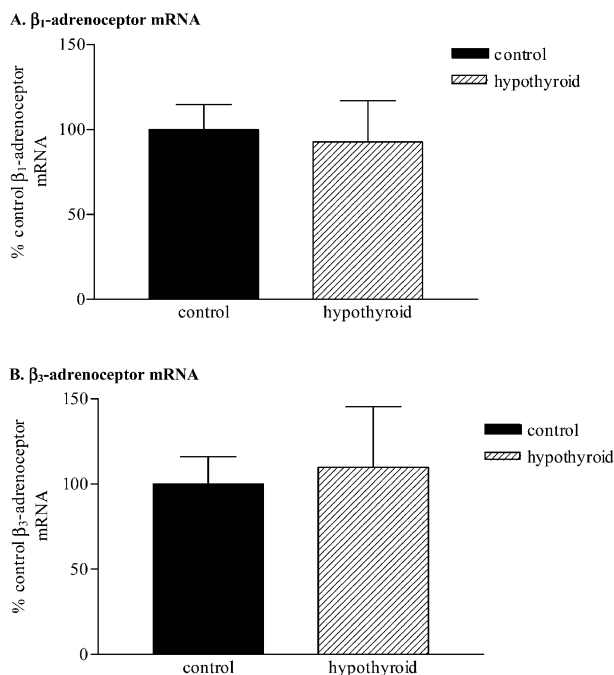 A. β₁-adrenoceptor mRNA
150
100
50
0
% control β₁-adrenoceptor
mRNA
control
hypothyroid
control
hypothyroid
B. β₃-adrenoceptor mRNA
150
100
50
0
% control β₃-adrenoceptor
mRNA
control
hypothyroid
control
hypothyroid